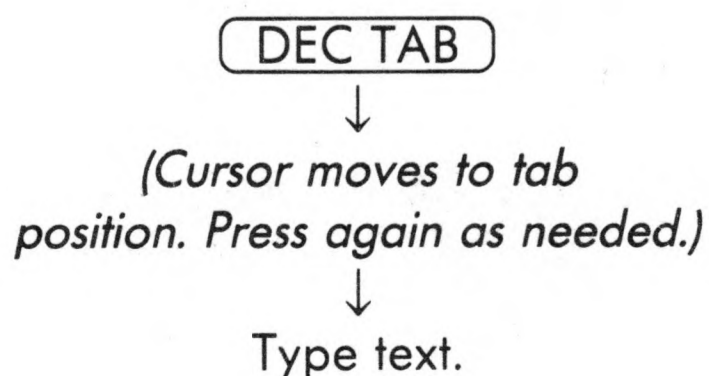 DEC TAB
(Cursor moves to tab
position. Press again as needed.)
Type text.